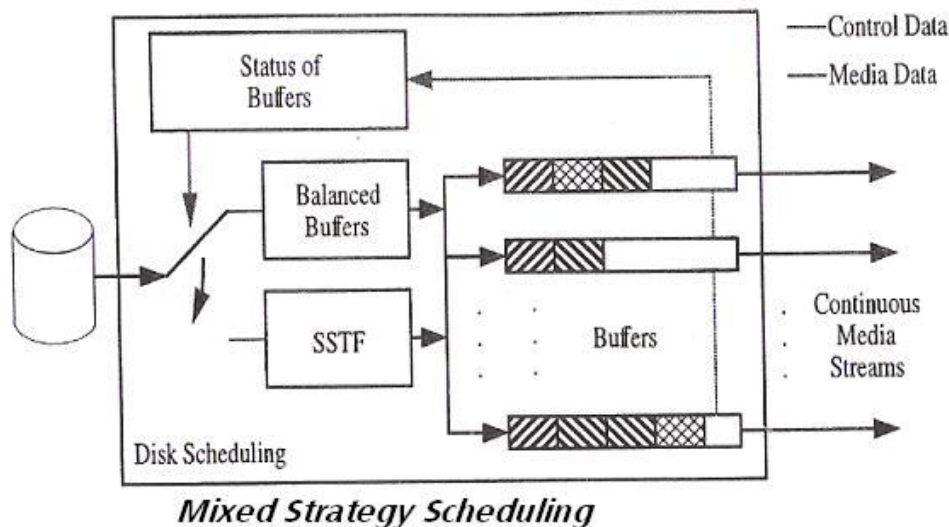 Status of
Buffers
Control Data
Media Data
Balanced
Buffers
SSTF
Buffers
Continuous
Media
Streams
Disk Scheduling
Mixed Strategy Scheduling